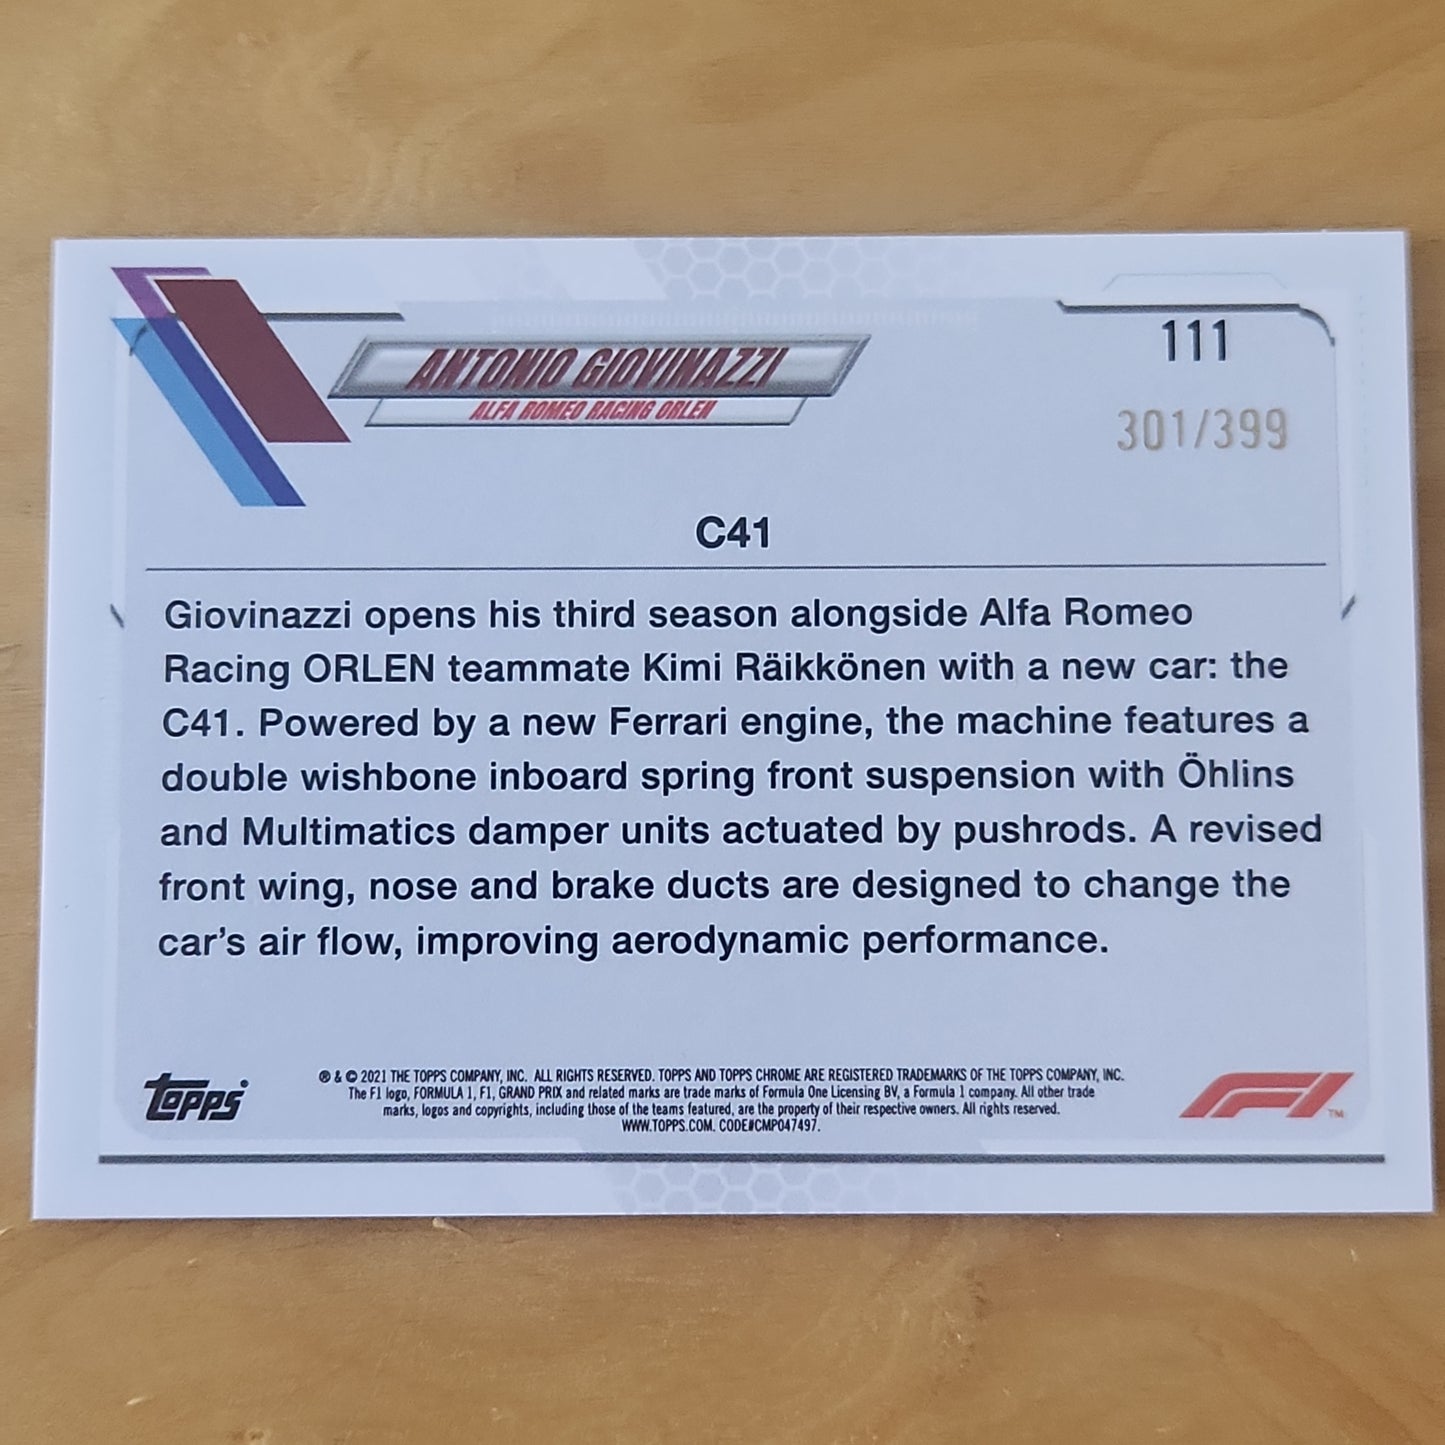 ANTONIO GIOVINAZZI
ALFA ROMEO RACING ORLEN
111
301/399
C41
Giovinazzi opens his third season alongside Alfa Romeo
Racing ORLEN teammate Kimi Räikkönen with a new car: the
C41. Powered by a new Ferrari engine, the machine features a
double wishbone inboard spring front suspension with Öhlins
and Multimatics damper units actuated by pushrods. A revised
front wing, nose and brake ducts are designed to change the
car's air flow, improving aerodynamic performance.
topps
® & © 2021 THE TOPPS COMPANY, INC. ALL RIGHTS RESERVED. TOPPS AND TOPPS CHROME ARE REGISTERED TRADEMARKS OF THE TOPPS COMPANY, INC.
The F1 logo, FORMULA 1, F1, GRAND PRIX and related marks are trade marks of Formula One Licensing BV, a Formula 1 company. All other trade
marks, logos and copyrights, including those of the teams featured, are the property of their respective owners. All rights reserved.
WWW.TOPPS.COM. CODE#CMP047497.
F1 ™